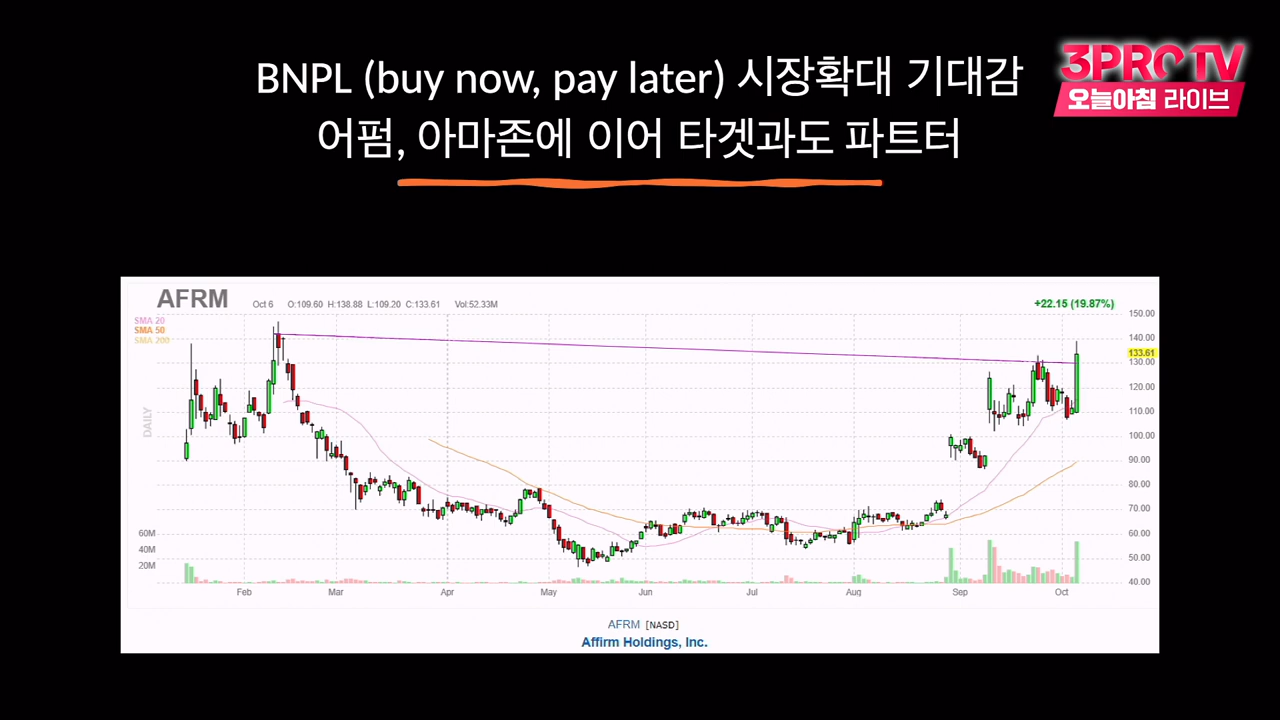 BNPL (buy now, pay later) 시장확대 기대감
어펌, 아마존에 이어 타겟과도 파트터
3PROTV
오늘아침 라이브
AFRM Oct 6 O:109.60 H:138.88 L:109.20 C:133.61 Vol:52.33M +22.15 (19.87%)
SMA 20
SMA 50
SMA 200
DAILY
150.00
140.00
133.61
130.00
120.00
110.00
100.00
90.00
80.00
70.00
60.00
50.00
40.00
60M
40M
20M
Feb Mar Apr May Jun Jul Aug Sep Oct
AFRM [NASD]
Affirm Holdings, Inc.